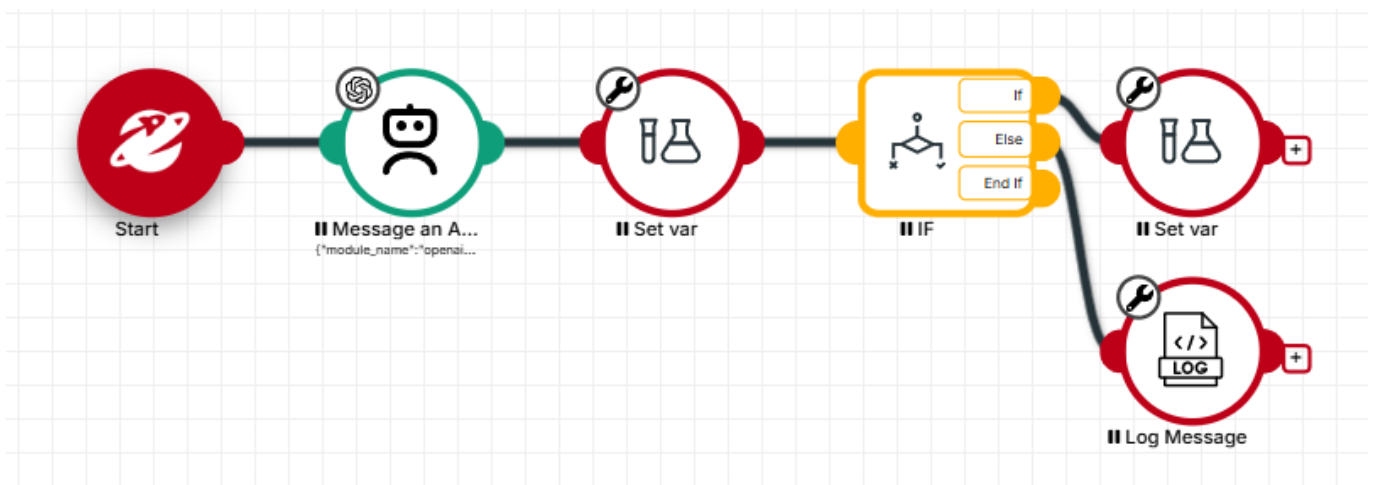 If
Else
End If
Start
Message an A...
{"module_name":"openai...
Set var
IF
Set var
LOG
Log Message